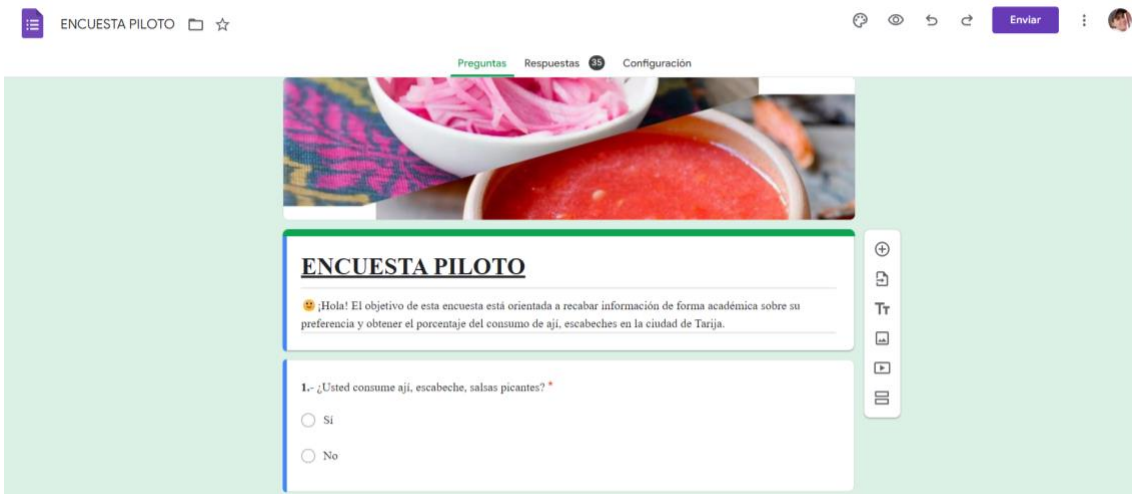 ENCUESTA PILOTO
Enviar
Preguntas Respuestas 35 Configuración
ENCUESTA PILOTO
🙂 ¡Hola! El objetivo de esta encuesta está orientada a recabar información de forma académica sobre su
preferencia y obtener el porcentaje del consumo de ají, escabeches en la ciudad de Tarija.
1.- ¿Usted consume ají, escabeche, salsas picantes? *
Sí
No